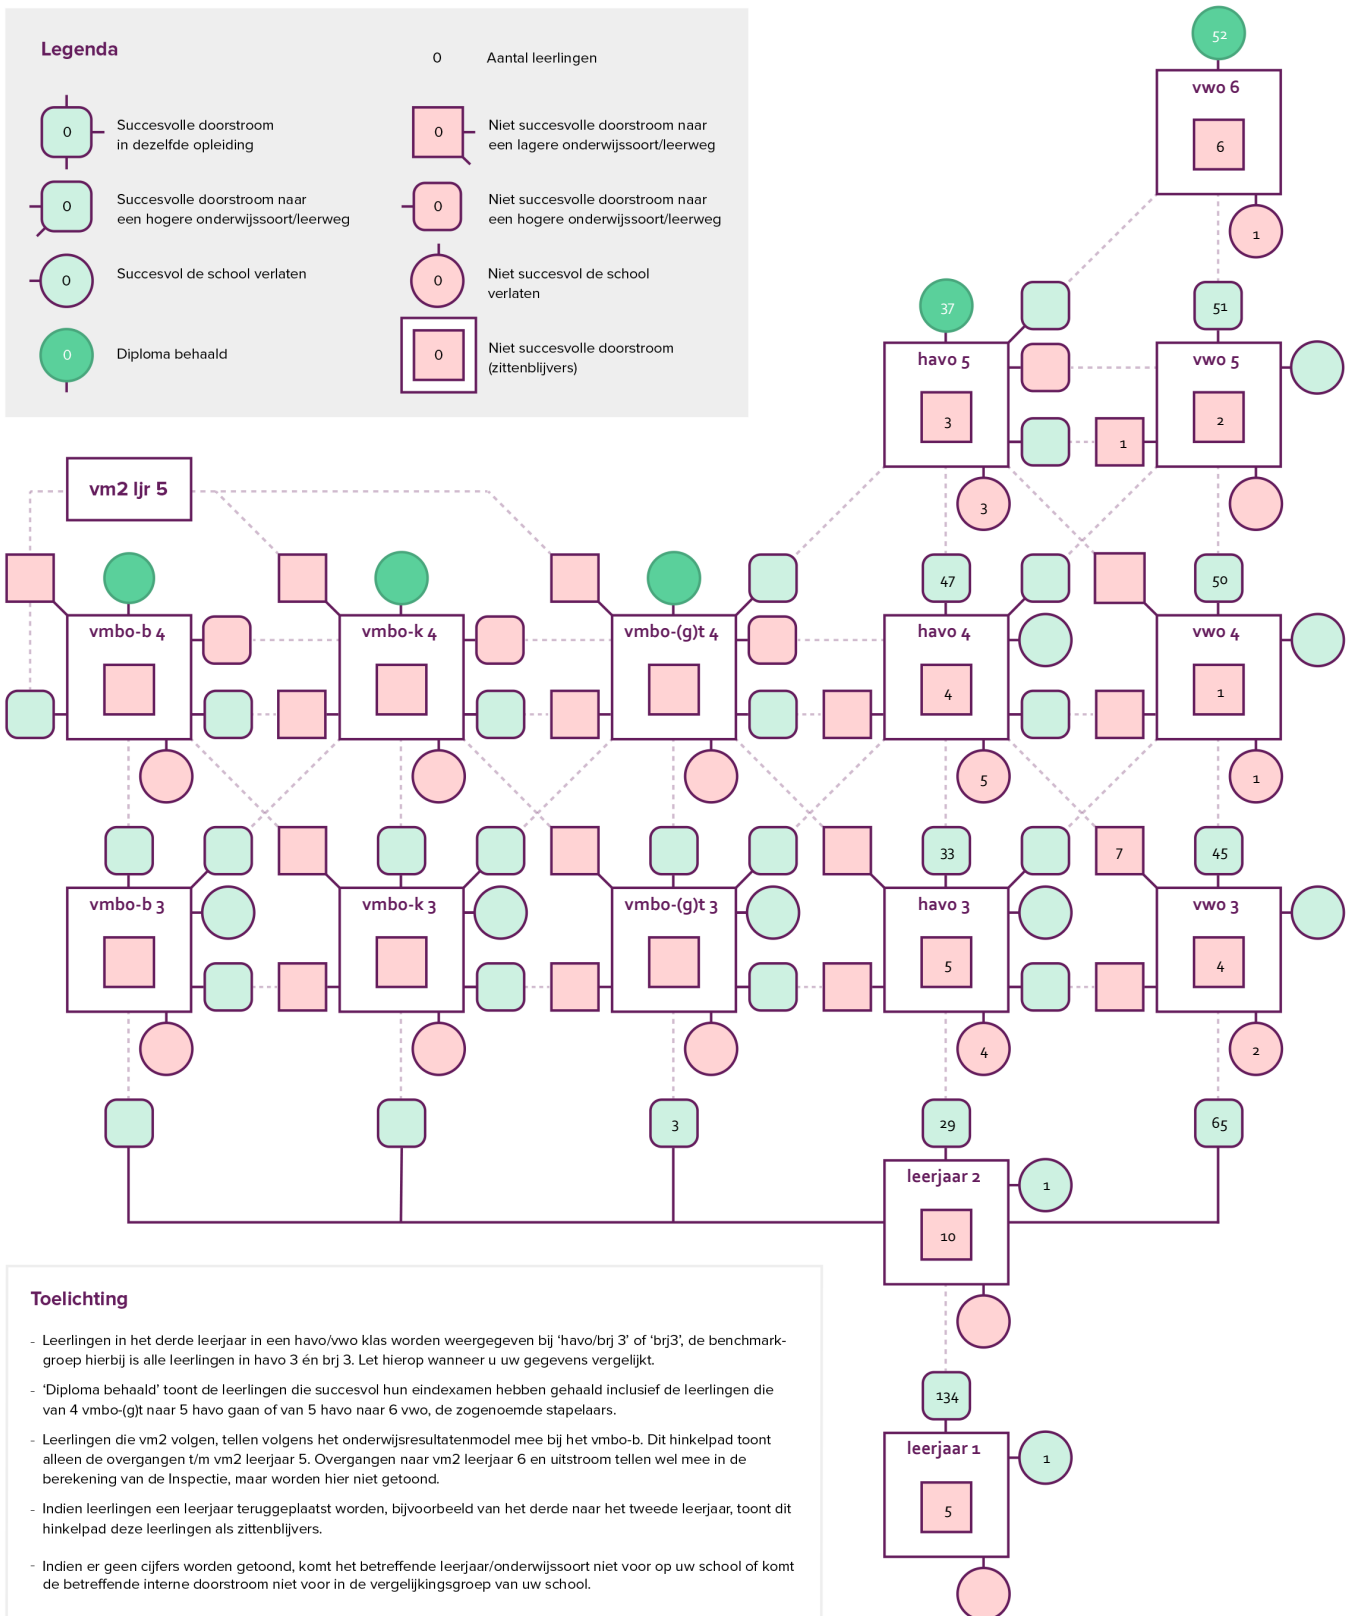 Legenda
0 Aantal leerlingen
0 Succesvolle doorstroom
in dezelfde opleiding
0 Niet succesvolle doorstroom naar
een lagere onderwijssoort/leerweg
0 Succesvolle doorstroom naar
een hogere onderwijssoort/leerweg
0 Niet succesvolle doorstroom naar
een hogere onderwijssoort/leerweg
0 Succesvol de school verlaten
0 Niet succesvol de school
verlaten
0 Diploma behaald
0 Niet succesvolle doorstroom
(zittenblijvers)
52
vwo 6
6
1
37
51
havo 5
vwo 5
3
2
1
3
vm2 ljr 5
47
50
vmbo-b 4
vmbo-k 4
vmbo-(g)t 4
havo 4
vwo 4
4
1
5
1
33
7
45
vmbo-b 3
vmbo-k 3
vmbo-(g)t 3
havo 3
vwo 3
5
4
4
2
3
29
65
leerjaar 2
1
10
134
leerjaar 1
1
5
Toelichting
- Leerlingen in het derde leerjaar in een havo/vwo klas worden weergegeven bij ‘havo/brj 3’ of ‘brj3’, de benchmark-
groep hierbij is alle leerlingen in havo 3 én brj 3. Let hierop wanneer u uw gegevens vergelijkt.
- ‘Diploma behaald’ toont de leerlingen die succesvol hun eindexamen hebben gehaald inclusief de leerlingen die
van 4 vmbo-(g)t naar 5 havo gaan of van 5 havo naar 6 vwo, de zogenoemde stapelaars.
- Leerlingen die vm2 volgen, tellen volgens het onderwijsresultatenmodel mee bij het vmbo-b. Dit hinkelpad toont
alleen de overgangen t/m vm2 leerjaar 5. Overgangen naar vm2 leerjaar 6 en uitstroom tellen wel mee in de
berekening van de Inspectie, maar worden hier niet getoond.
- Indien leerlingen een leerjaar teruggeplaatst worden, bijvoorbeeld van het derde naar het tweede leerjaar, toont dit
hinkelpad deze leerlingen als zittenblijvers.
- Indien er geen cijfers worden getoond, komt het betreffende leerjaar/onderwijssoort niet voor op uw school of komt
de betreffende interne doorstroom niet voor in de vergelijkingsgroep van uw school.